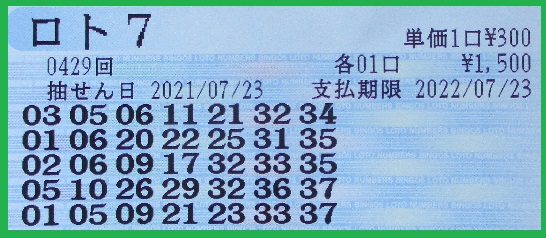 ロト7
単価1口¥300
0429回 各01口 ¥1,500
抽せん日 2021/07/23 支払期限 2022/07/23
03 05 06 11 21 32 34
01 06 20 22 25 31 35
02 06 09 17 32 33 35
05 10 26 29 32 36 37
01 05 09 21 23 33 37